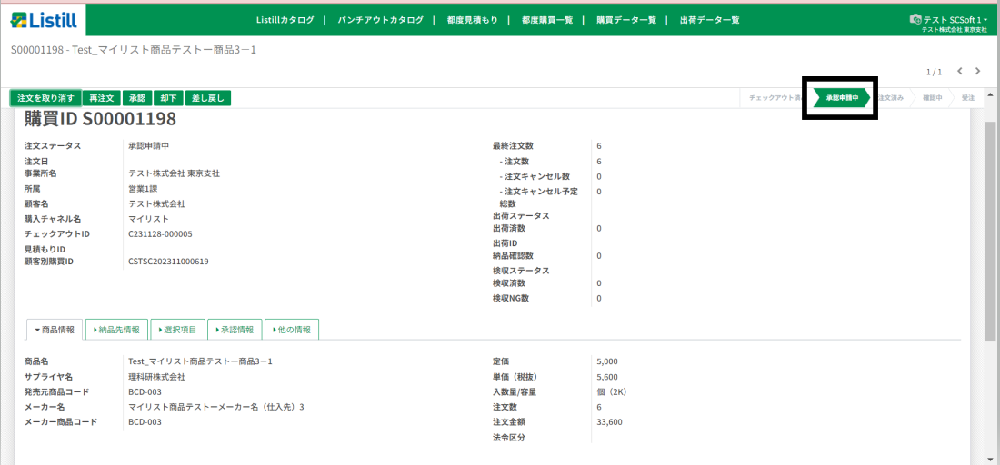 Listill
Listillカタログ | パンチアウトカタログ | 都度見積もり | 都度購買一覧 | 購買データ一覧 | 出荷データ一覧
テスト SCSoft 1
テスト株式会社 東京支社
S00001198 - Test_マイリスト商品テストー商品3－1
1 / 1
注文を取り消す 再注文 承認 却下 差し戻し
チェックアウト済 承認申請中 注文済み 確認中 受注
購買ID S00001198
注文ステータス 承認申請中
注文日
事業所名 テスト株式会社 東京支社
所属 営業1課
顧客名 テスト株式会社
購入チャネル名 マイリスト
チェックアウトID C231128-000005
見積もりID
顧客別購買ID CSTSC202311000619
最終注文数 6
- 注文数 6
- 注文キャンセル数 0
- 注文キャンセル予定 0
総数
出荷ステータス
出荷済数 0
出荷ID
納品確認数 0
検収ステータス
検収済数 0
検収NG数 0
商品情報 納品先情報 選択項目 承認情報 他の情報
商品名 Test_マイリスト商品テストー商品3－1
サプライヤ名 理科研株式会社
発売元商品コード BCD-003
メーカー名 マイリスト商品テストーメーカー名（仕入先）3
メーカー商品コード BCD-003
定価 5,000
単価（税抜） 5,600
入数量/容量 個（2K）
注文数 6
注文金額 33,600
法令区分